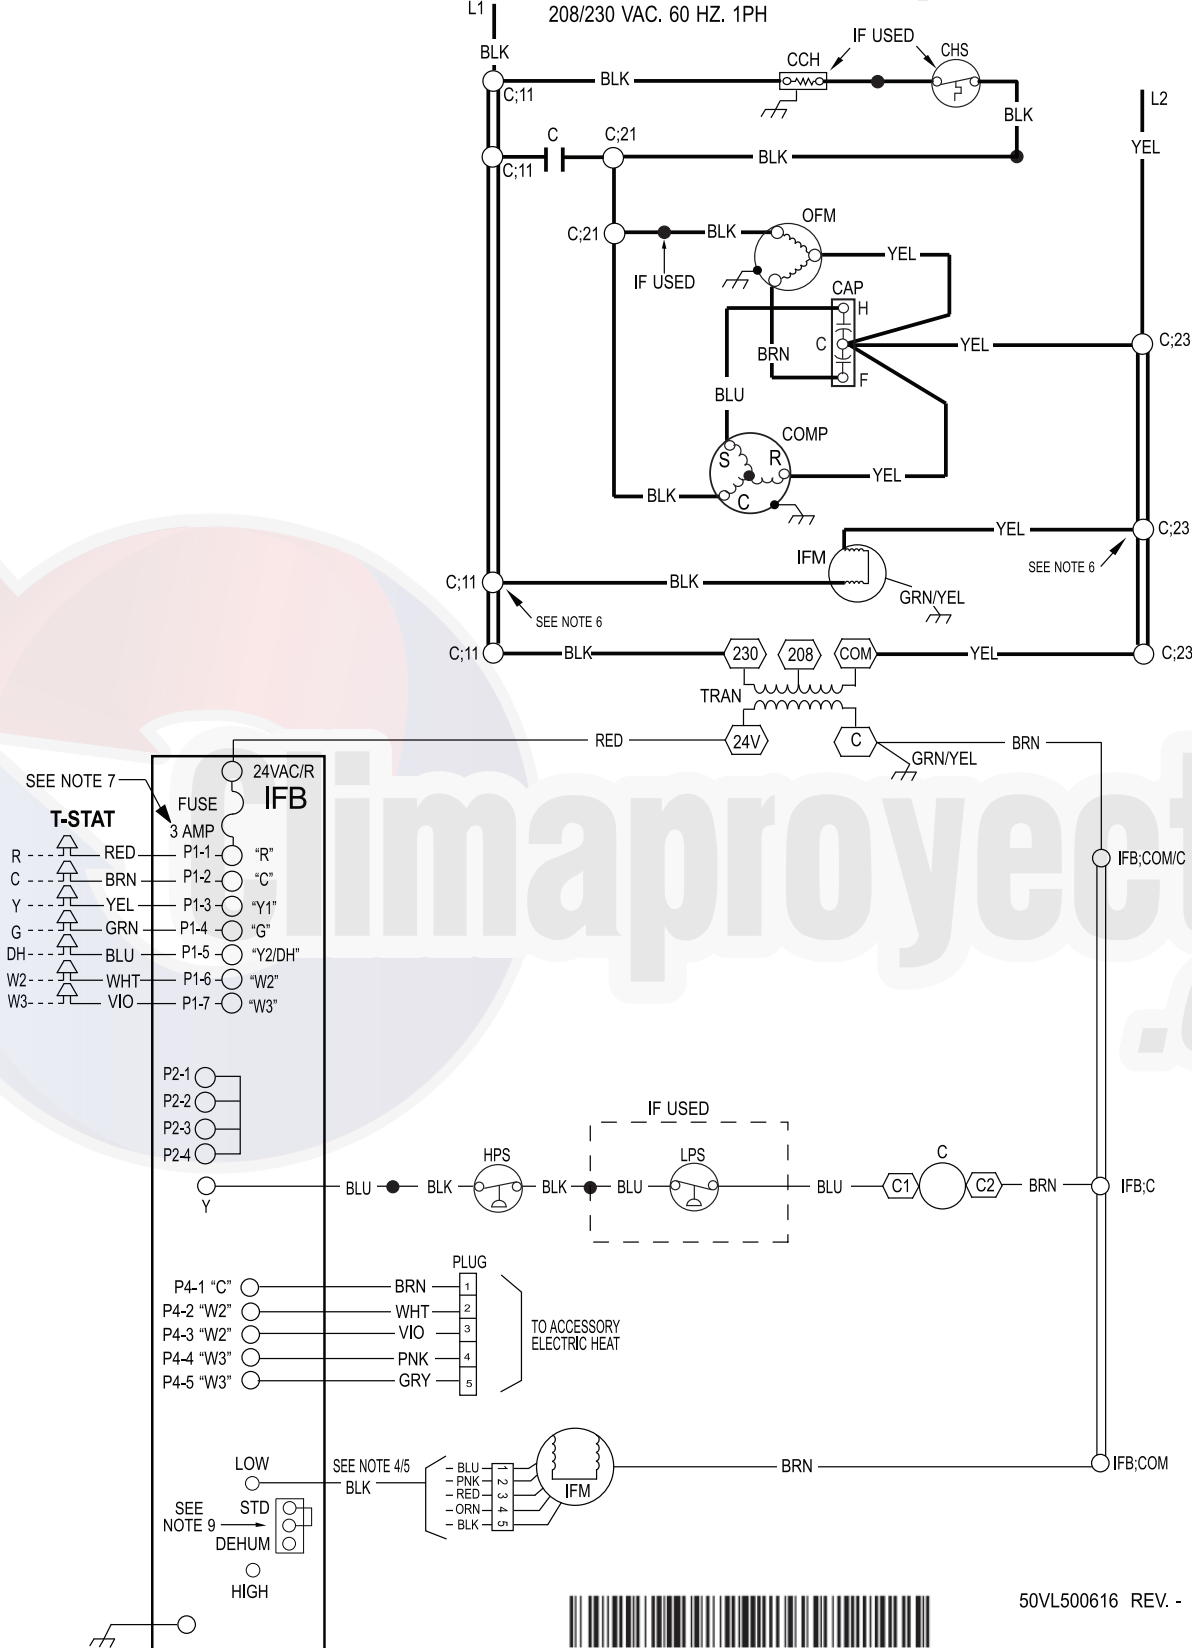 L1
208/230 VAC. 60 HZ. 1PH
BLK
IF USED
CCH
CHS
C;11
BLK
BLK
L2
YEL
C
C;21
C;11
BLK
OFM
C;21
BLK
YEL
IF USED
CAP
H
BRN
C
YEL
C;23
F
BLU
COMP
S
R
YEL
BLK
C
YEL
C;23
IFM
SEE NOTE 6
C;11
BLK
GRN/YEL
SEE NOTE 6
C;11
BLK
230
208
COM
YEL
C;23
TRAN
RED
24V
C
BRN
GRN/YEL
24VAC/R
SEE NOTE 7
FUSE
IFB
T-STAT
3 AMP
R RED P1-1 "R"
IFB;COM/C
C BRN P1-2 "C"
Y YEL P1-3 "Y1"
G GRN P1-4 "G"
DH BLU P1-5 "Y2/DH"
W2 WHT P1-6 "W2"
W3 VIO P1-7 "W3"
Climaproyect
.c
P2-1
P2-2
P2-3
P2-4
IF USED
HPS
LPS
C
BLU BLK BLK BLU BLU C1 C2 BRN IFB;C
Y
PLUG
P4-1 "C" BRN 1
P4-2 "W2" WHT 2
P4-3 "W2" VIO 3
P4-4 "W3" PNK 4
P4-5 "W3" GRY 5
TO ACCESSORY
ELECTRIC HEAT
LOW
SEE NOTE 4/5
BLK
BLU 1
PNK 2
RED 3
ORN 4
BLK 5
IFM
BRN
IFB;COM
SEE
NOTE 9
STD
DEHUM
HIGH
50VL500616 REV. -